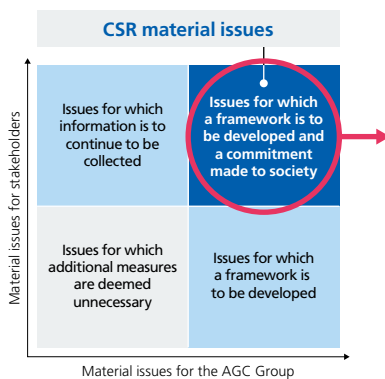 CSR material issues
Material issues for stakeholders
Issues for which
information is to
continue to be
collected
Issues for which
a framework is to
be developed and
a commitment
made to society
Issues for which
additional measures
are deemed
unnecessary
Issues for which
a framework is
to be developed
Material issues for the AGC Group